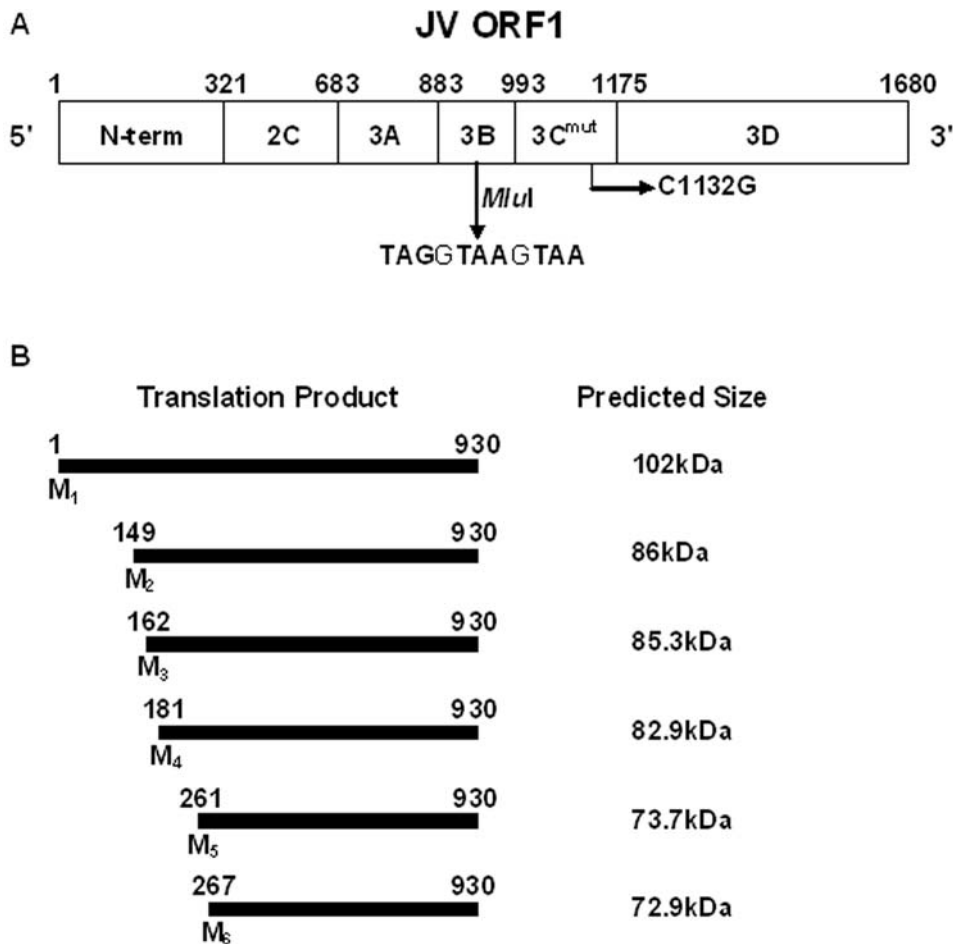 A
JV ORF1
1 321 683 883 993 1175 1680
5' N-term 2C 3A 3B 3Cmut 3D 3'
MluI
C1132G
TAGGTAAGTAA
B
Translation Product Predicted Size
1 930
102kDa
M1
149 930
86kDa
M2
162 930
85.3kDa
M3
181 930
82.9kDa
M4
261 930
73.7kDa
M5
267 930
72.9kDa
M6